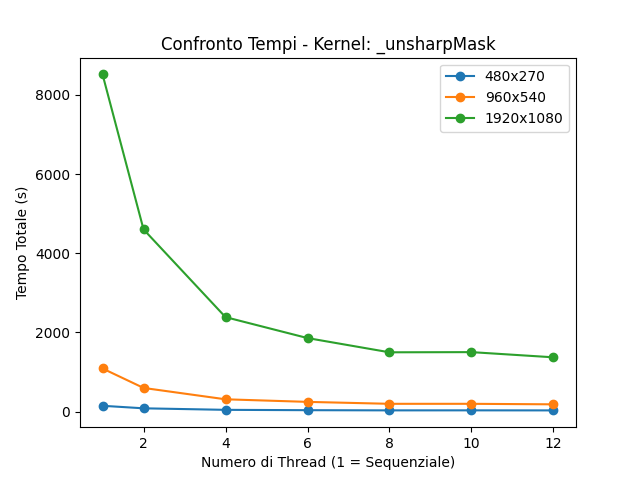 Confronto Tempi - Kernel: _unsharpMask
480x270
960x540
1920x1080
Tempo Totale (s)
8000
6000
4000
2000
0
2 4 6 8 10 12
Numero di Thread (1 = Sequenziale)